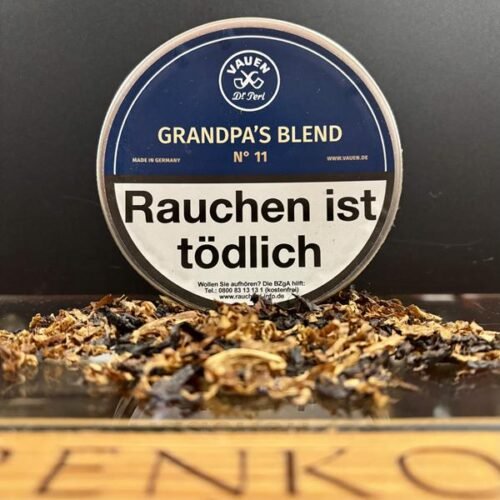 VAUEN
Dr. Perl
GRANDPA'S BLEND
N° 11
MADE IN GERMANY
WWW.VAUEN.DE
Rauchen ist
tödlich
Wollen Sie aufhören? Die BZgA hilft:
Tel.: 0800 83 13 13 1 (kostenfrei)
ENKO